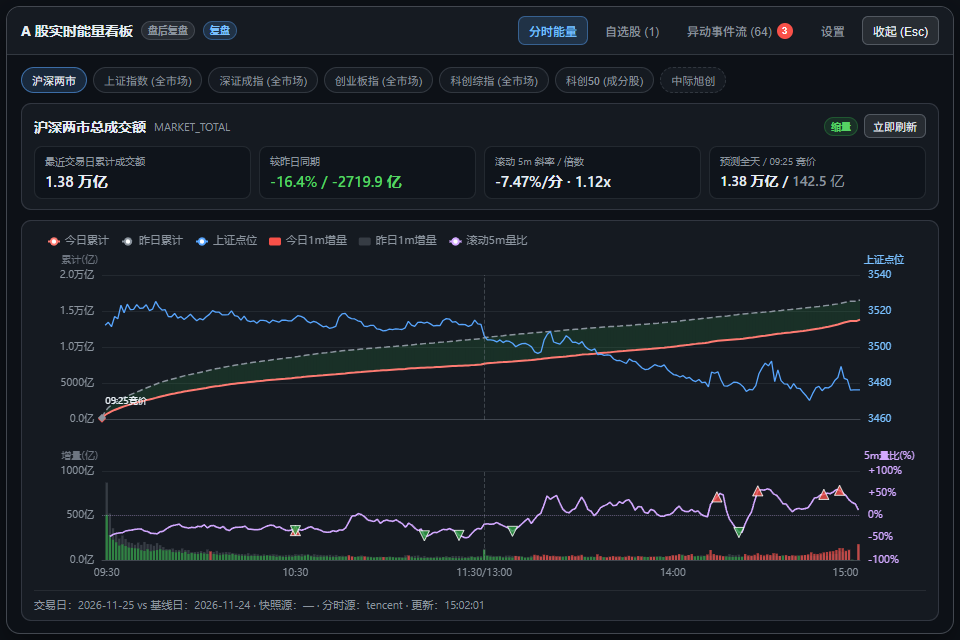 A 股实时能量看板 盘后复盘 复盘 分时能量 自选股 (1) 异动事件流 (64) 3 设置 收起 (Esc)
沪深两市 上证指数 (全市场) 深证成指 (全市场) 创业板指 (全市场) 科创综指 (全市场) 科创50 (成分股) 中际旭创
沪深两市总成交额 MARKET_TOTAL 缩量 立即刷新
最近交易日累计成交额 较昨日同期 滚动 5m 斜率 / 倍数 预测全天 / 09:25 竞价
1.38 万亿 -16.4% / -2719.9 亿 -7.47%/分 · 1.12x 1.38 万亿 / 142.5 亿
今日累计 昨日累计 上证点位 今日1m增量 昨日1m增量 滚动5m量比
累计(亿) 上证点位
2.0万亿 3540
1.5万亿 3520
1.0万亿 3500
5000亿 3480
09:25竞价
0.0亿 3460
增量(亿) 5m量比(%)
1000亿 +100%
+50%
500亿 0%
-50%
0.0亿 -100%
09:30 10:30 11:30/13:00 14:00 15:00
交易日：2026-11-25 vs 基线日：2026-11-24 · 快照源：— · 分时源：tencent · 更新：15:02:01